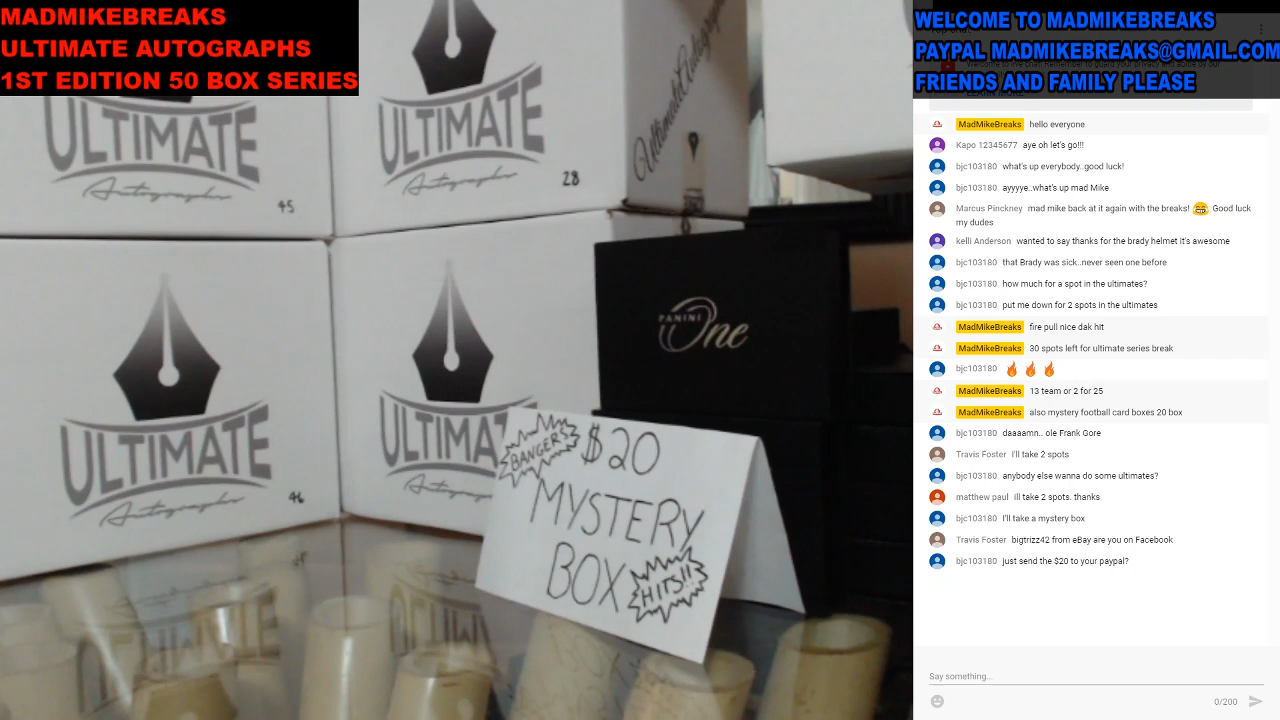 MADMIKEBREAKS
ULTIMATE AUTOGRAPHS
1ST EDITION 50 BOX SERIES
WELCOME TO MADMIKEBREAKS
PAYPAL MADMIKEBREAKS@GMAIL.COM
FRIENDS AND FAMILY PLEASE
ULTIMATE
Autographs
45
ULTIMATE
Autographs
28
Ultimate Autographs
ULTIMATE
Autographs
46
ULTIMA
Autographs
PANINI
One
BANGER
$20
MYSTERY
BOX
HITS!!
MadMikeBreaks hello everyone
Kapo 12345677 aye oh let's go!!!
bjc103180 what's up everybody..good luck!
bjc103180 ayyyye..what's up mad Mike
Marcus Pinckney mad mike back at it again with the breaks! 😂 Good luck
my dudes
kelli Anderson wanted to say thanks for the brady helmet it's awesome
bjc103180 that Brady was sick..never seen one before
bjc103180 how much for a spot in the ultimates?
bjc103180 put me down for 2 spots in the ultimates
MadMikeBreaks fire pull nice dak hit
MadMikeBreaks 30 spots left for ultimate series break
bjc103180 🔥 🔥 🔥
MadMikeBreaks 13 team or 2 for 25
MadMikeBreaks also mystery football card boxes 20 box
bjc103180 daaaamn.. ole Frank Gore
Travis Foster I'll take 2 spots
bjc103180 anybody else wanna do some ultimates?
matthew paul ill take 2 spots. thanks
bjc103180 I'll take a mystery box
Travis Foster bigtrizz42 from eBay are you on Facebook
bjc103180 just send the $20 to your paypal?
Say something...
0/200